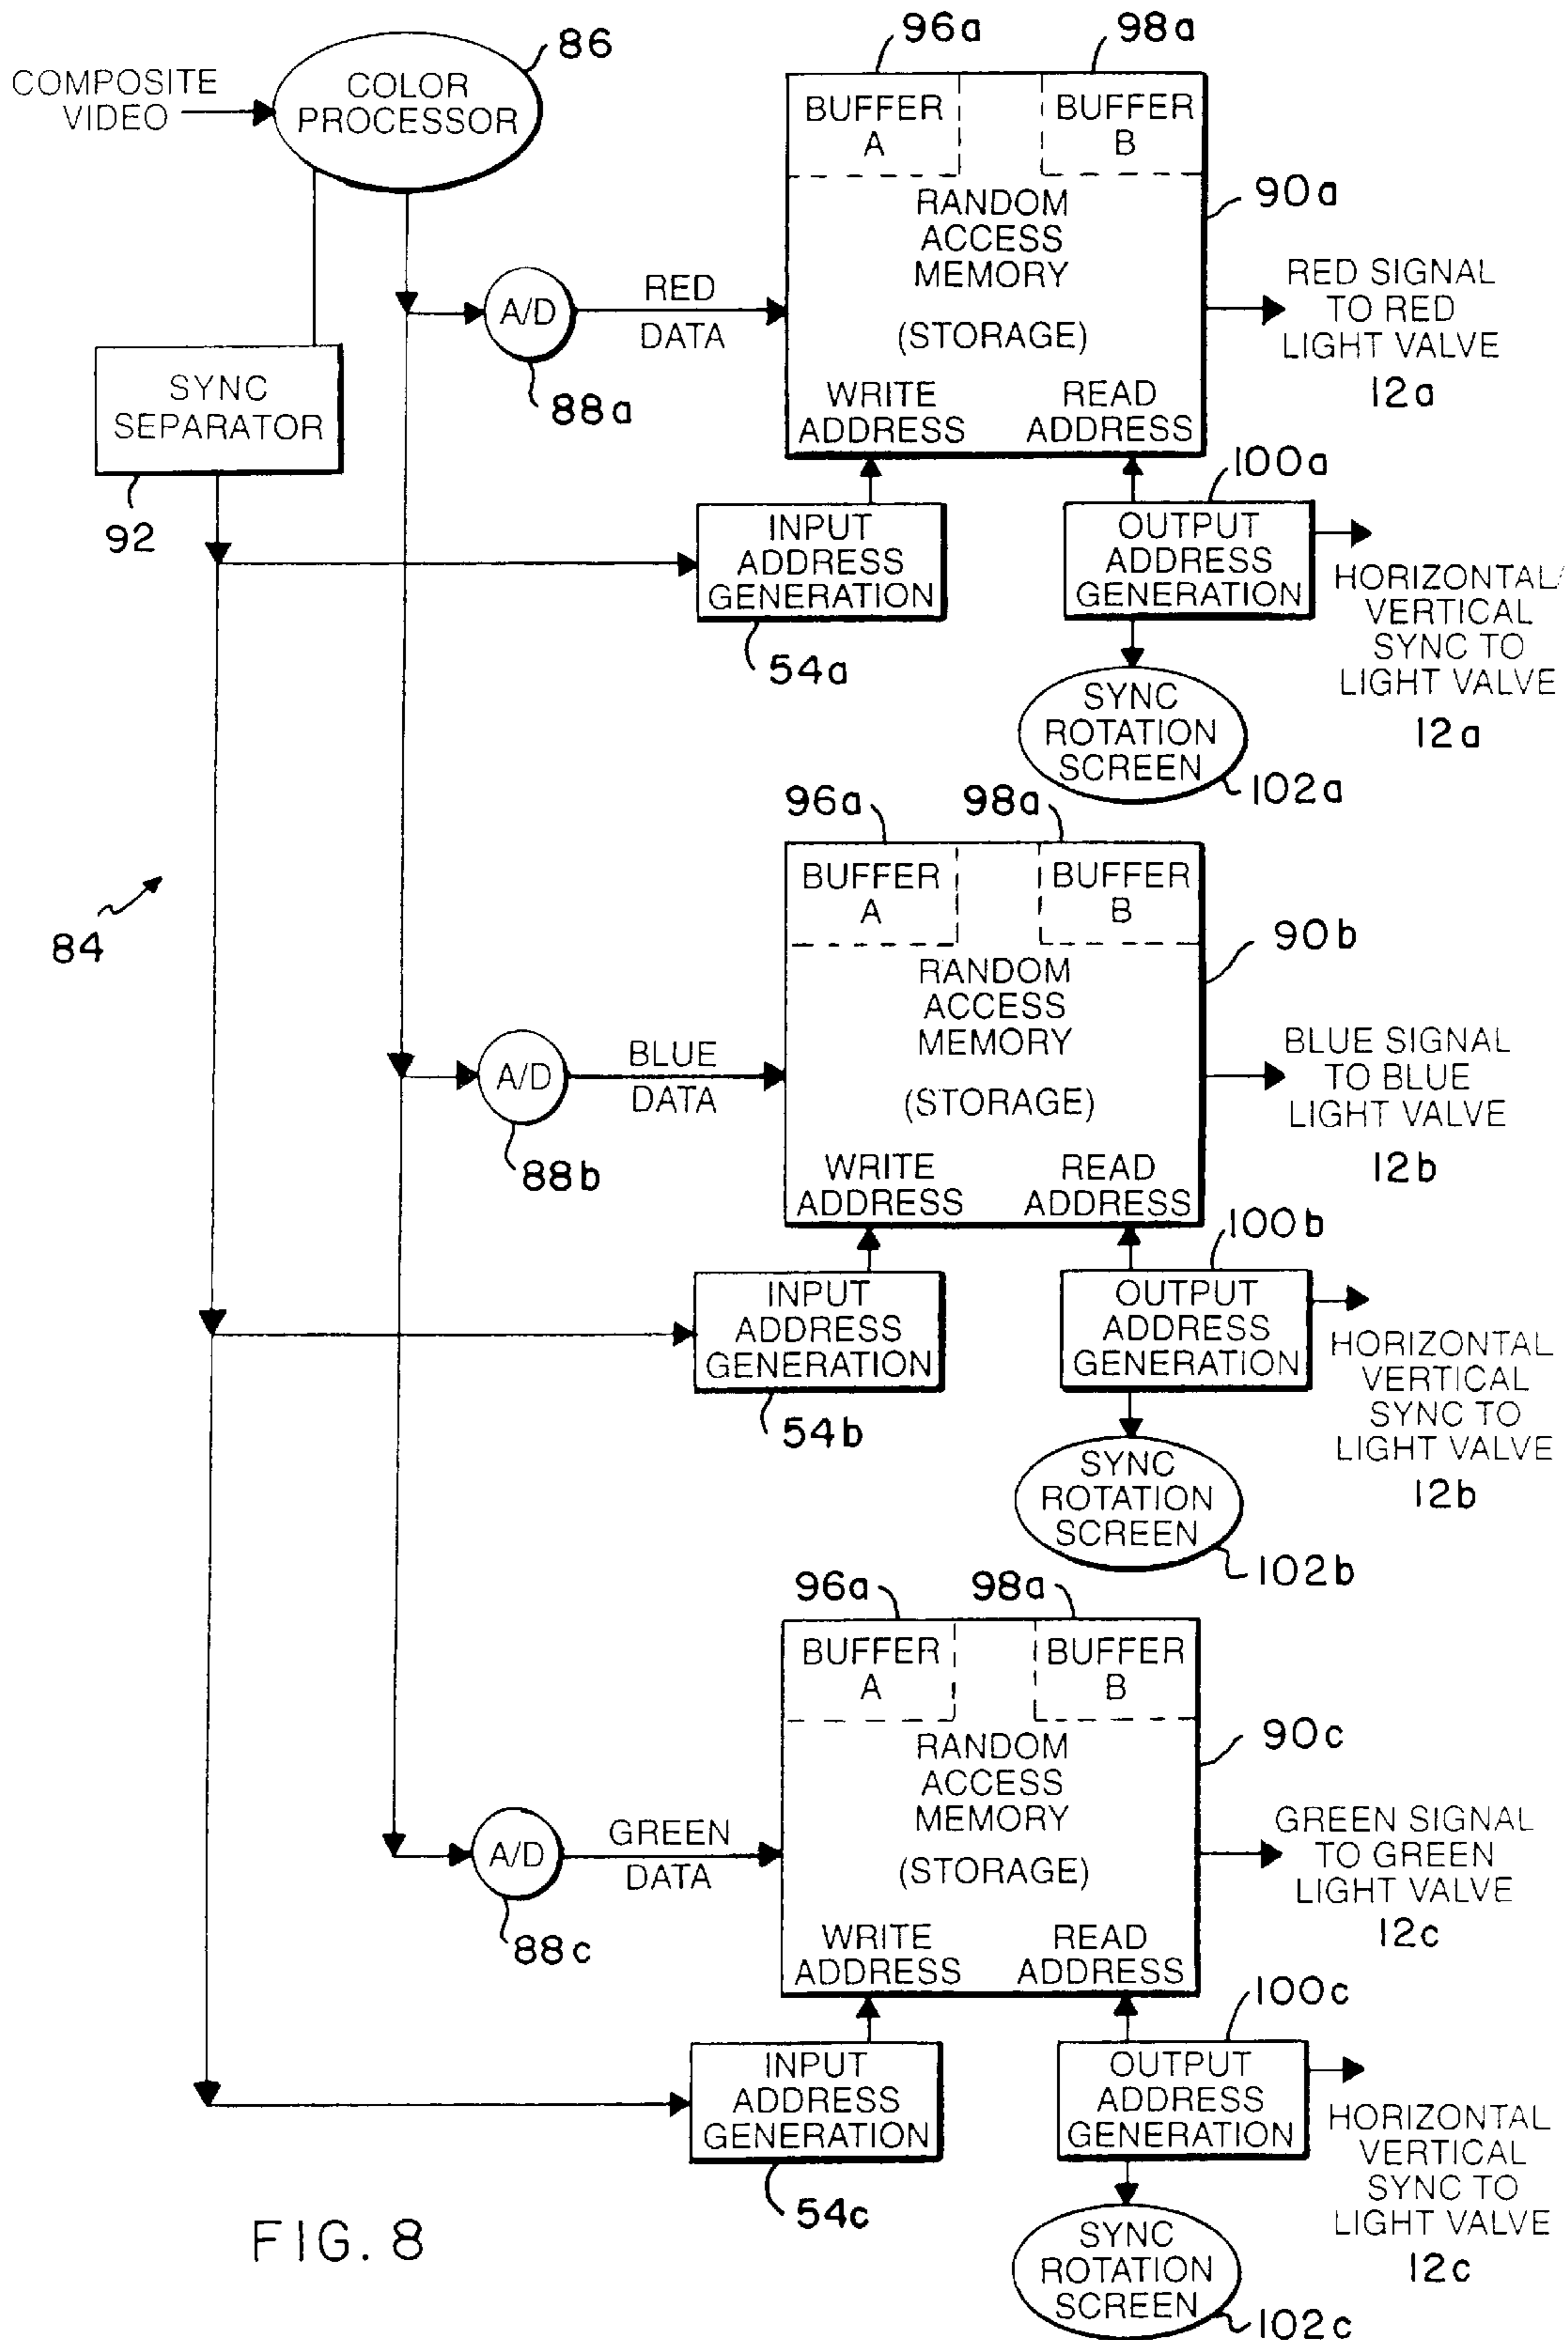 96a
98a
86
COMPOSITE
VIDEO
COLOR
PROCESSOR
BUFFER
A
BUFFER
B
90a
RANDOM
ACCESS
MEMORY
(STORAGE)
A/D
RED
DATA
88a
RED SIGNAL
TO RED
LIGHT VALVE
12a
WRITE
ADDRESS
READ
ADDRESS
SYNC
SEPARATOR
92
100a
INPUT
ADDRESS
GENERATION
54a
OUTPUT
ADDRESS
GENERATION
HORIZONTAL/
VERTICAL
SYNC TO
LIGHT VALVE
12a
SYNC
ROTATION
SCREEN
102a
84
96a
98a
BUFFER
A
BUFFER
B
90b
RANDOM
ACCESS
MEMORY
(STORAGE)
A/D
BLUE
DATA
88b
BLUE SIGNAL
TO BLUE
LIGHT VALVE
12b
WRITE
ADDRESS
READ
ADDRESS
100b
INPUT
ADDRESS
GENERATION
54b
OUTPUT
ADDRESS
GENERATION
HORIZONTAL
VERTICAL
SYNC TO
LIGHT VALVE
12b
SYNC
ROTATION
SCREEN
102b
96a
98a
BUFFER
A
BUFFER
B
90c
RANDOM
ACCESS
MEMORY
(STORAGE)
A/D
GREEN
DATA
88c
GREEN SIGNAL
TO GREEN
LIGHT VALVE
12c
WRITE
ADDRESS
READ
ADDRESS
100c
INPUT
ADDRESS
GENERATION
54c
OUTPUT
ADDRESS
GENERATION
HORIZONTAL
VERTICAL
SYNC TO
LIGHT VALVE
12c
SYNC
ROTATION
SCREEN
102c
FIG. 8